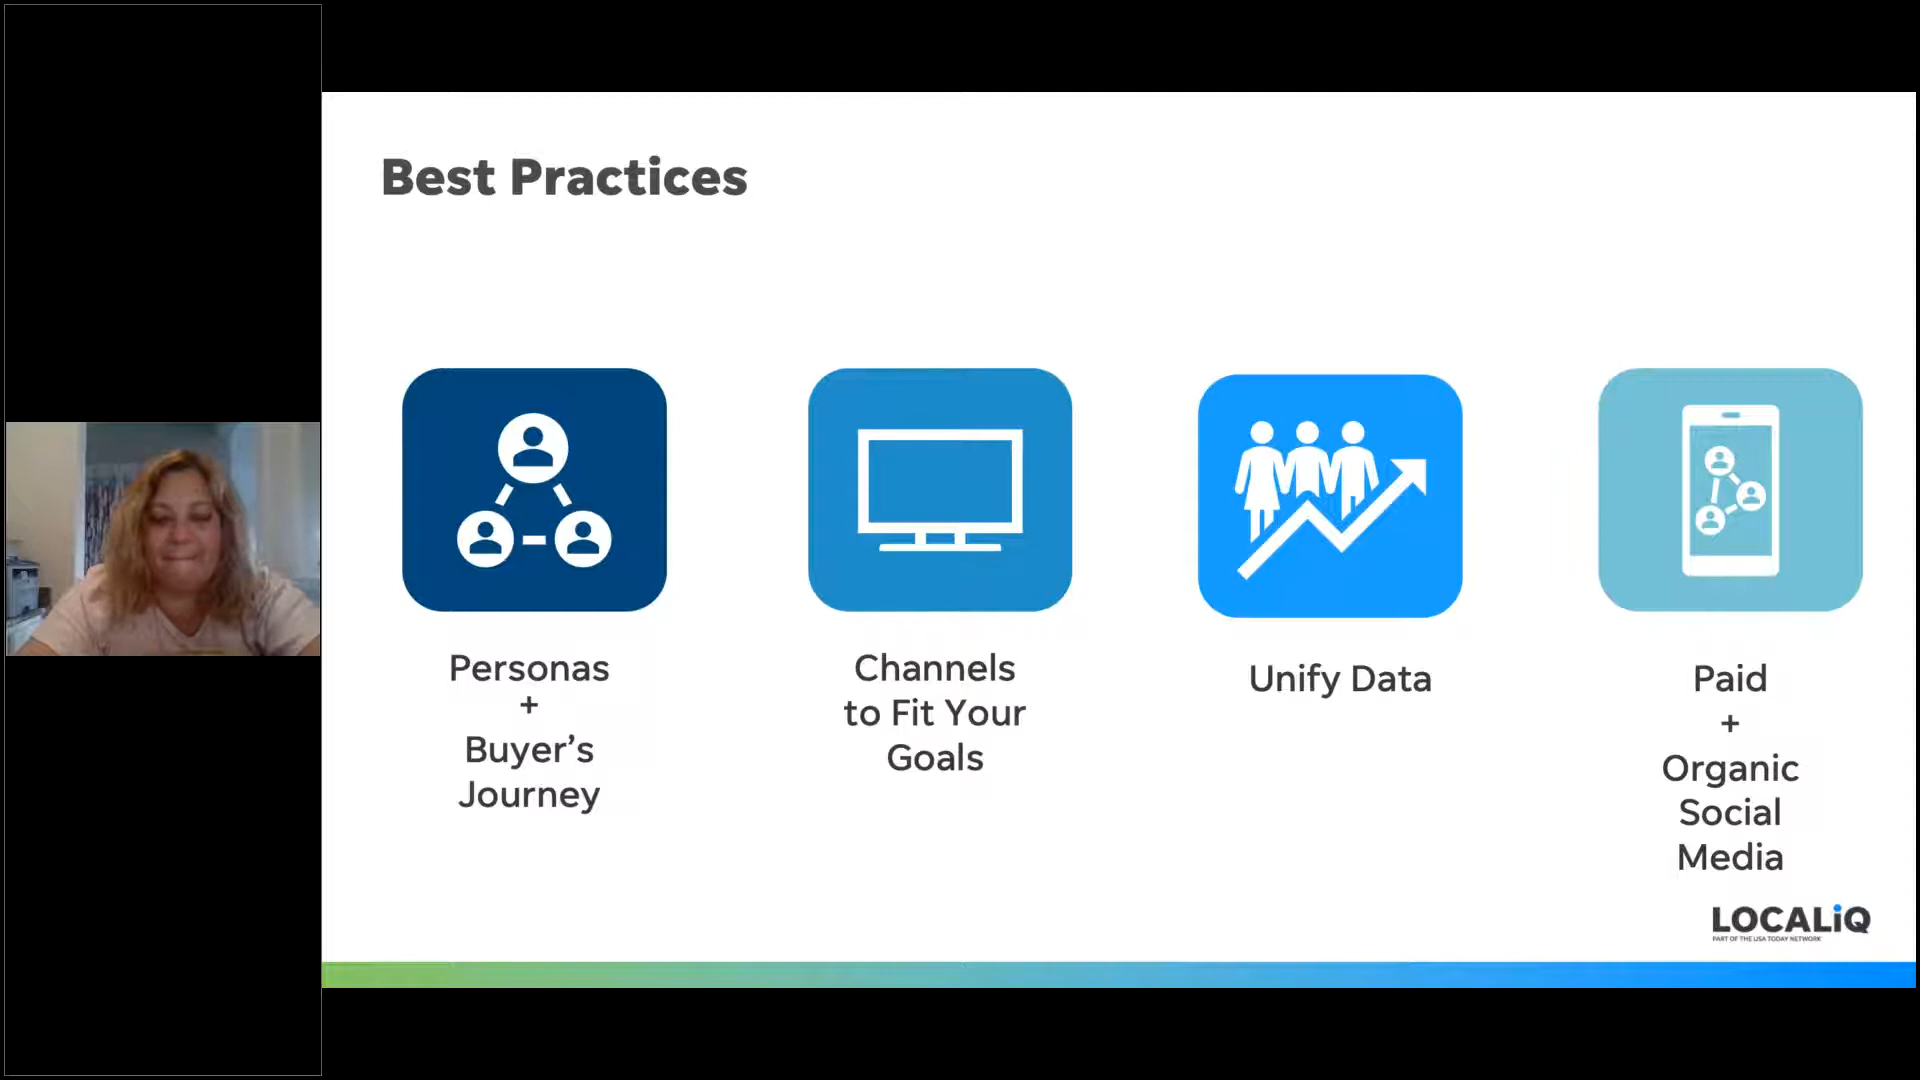 Best Practices
Personas
+
Buyer's
Journey
Channels
to Fit Your
Goals
Unify Data
Paid
+
Organic
Social
Media
LOCALiQ
PART OF THE USA TODAY NETWORK